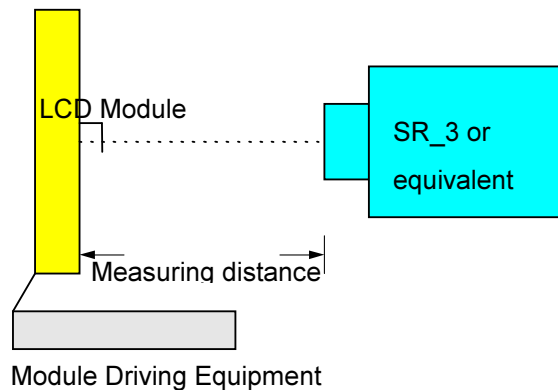 LCD Module
SR_3 or
equivalent
Measuring distance
Module Driving Equipment